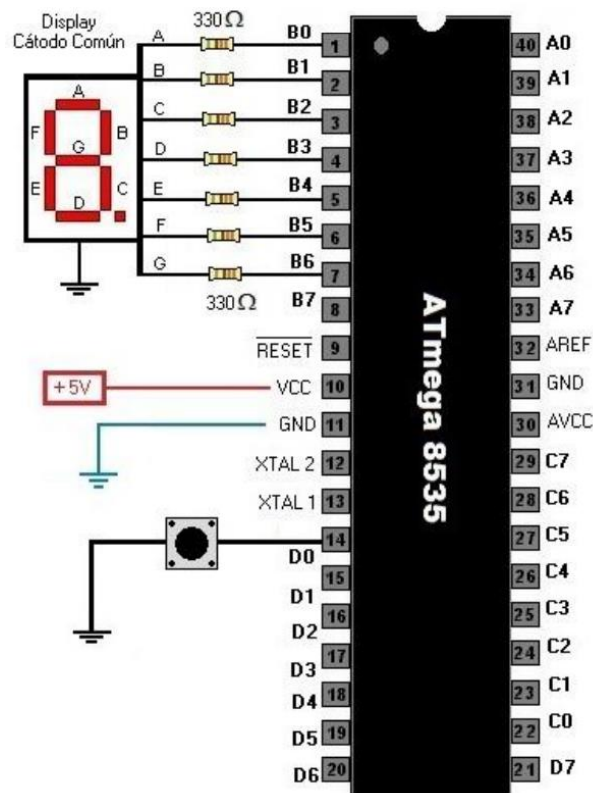 Display
Cátodo Común
330Ω
A
B
C
D
E
F
G
A
F
B
G
E
C
D
330Ω
B0
B1
B2
B3
B4
B5
B6
B7
RESET
+5V
VCC
GND
XTAL 2
XTAL 1
D0
D1
D2
D3
D4
D5
D6
1
2
3
4
5
6
7
8
9
10
11
12
13
14
15
16
17
18
19
20
ATmega 8535
40 A0
39 A1
38 A2
37 A3
36 A4
35 A5
34 A6
33 A7
32 AREF
31 GND
30 AVCC
29 C7
28 C6
27 C5
26 C4
25 C3
24 C2
23 C1
22 C0
21 D7